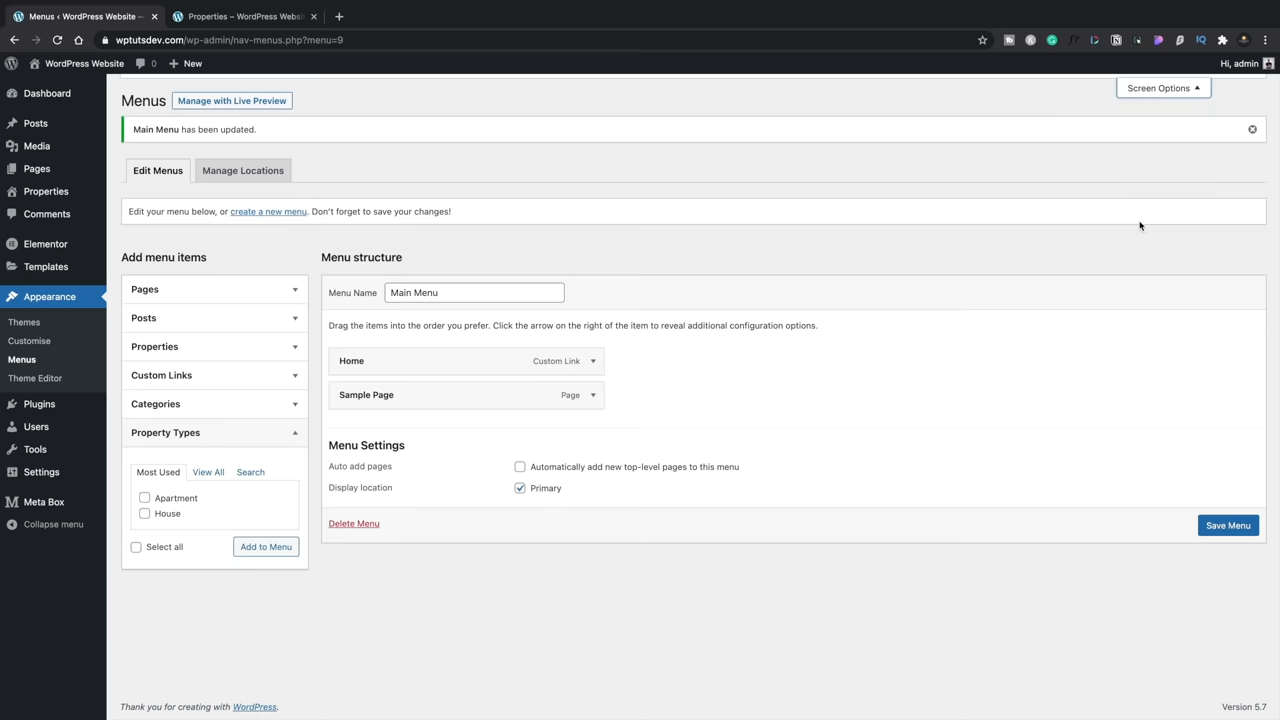 Menus ‹ WordPress Website —
Properties – WordPress Websi
wptutsdev.com/wp-admin/nav-menus.php?menu=9
WordPress Website
0
New
Hi, admin
Dashboard
Posts
Media
Pages
Properties
Comments
Elementor
Templates
Appearance
Themes
Customise
Menus
Theme Editor
Plugins
Users
Tools
Settings
Meta Box
Collapse menu
Screen Options
Menus
Manage with Live Preview
Main Menu has been updated.
Edit Menus
Manage Locations
Edit your menu below, or create a new menu. Don't forget to save your changes!
Add menu items
Pages
Posts
Properties
Custom Links
Categories
Property Types
Most Used
View All
Search
Apartment
House
Select all
Add to Menu
Menu structure
Menu Name
Main Menu
Drag the items into the order you prefer. Click the arrow on the right of the item to reveal additional configuration options.
Home
Custom Link
Sample Page
Page
Menu Settings
Auto add pages
Automatically add new top-level pages to this menu
Display location
Primary
Delete Menu
Save Menu
Thank you for creating with WordPress.
Version 5.7